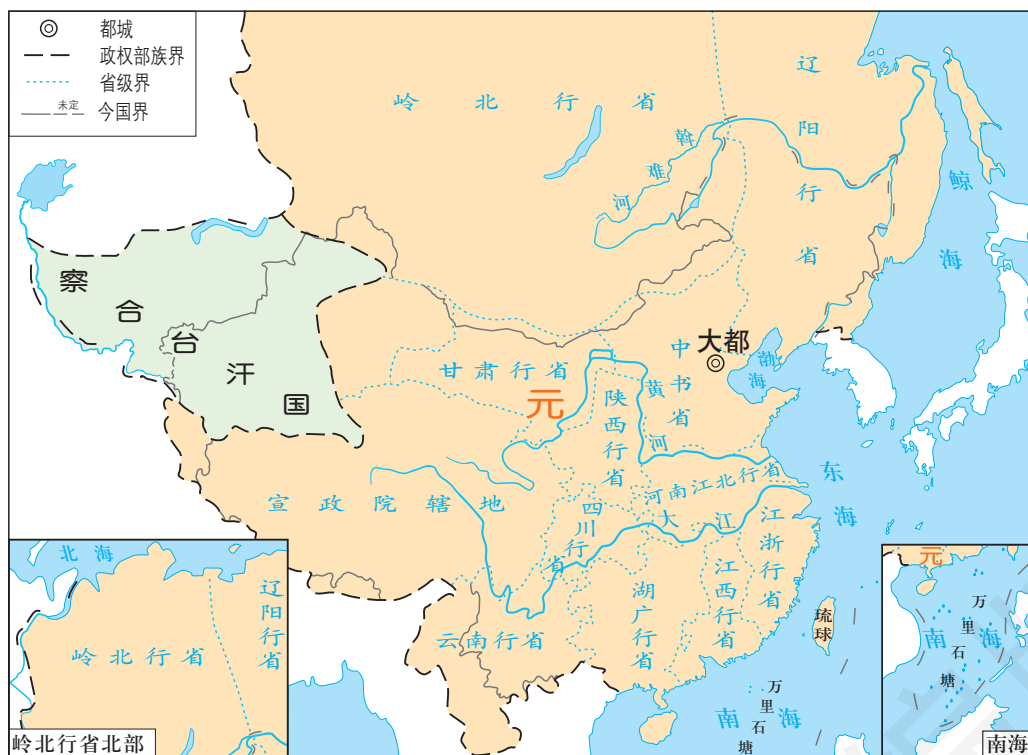 都城
政权部族界
省级界
未定
今国界
岭北行省
辽阳行省
斡难河
鲸海
察合台汗国
大都
渤海
中书省
甘肃行省
元
陕西行省
黄河
宣政院辖地
四川行省
河南江北行省
大江
东海
江浙行省
江西行省
湖广行省
云南行省
琉球
万里石塘
南海
北海
岭北行省
辽阳行省
岭北行省北部
元
万里石塘
南海
南海